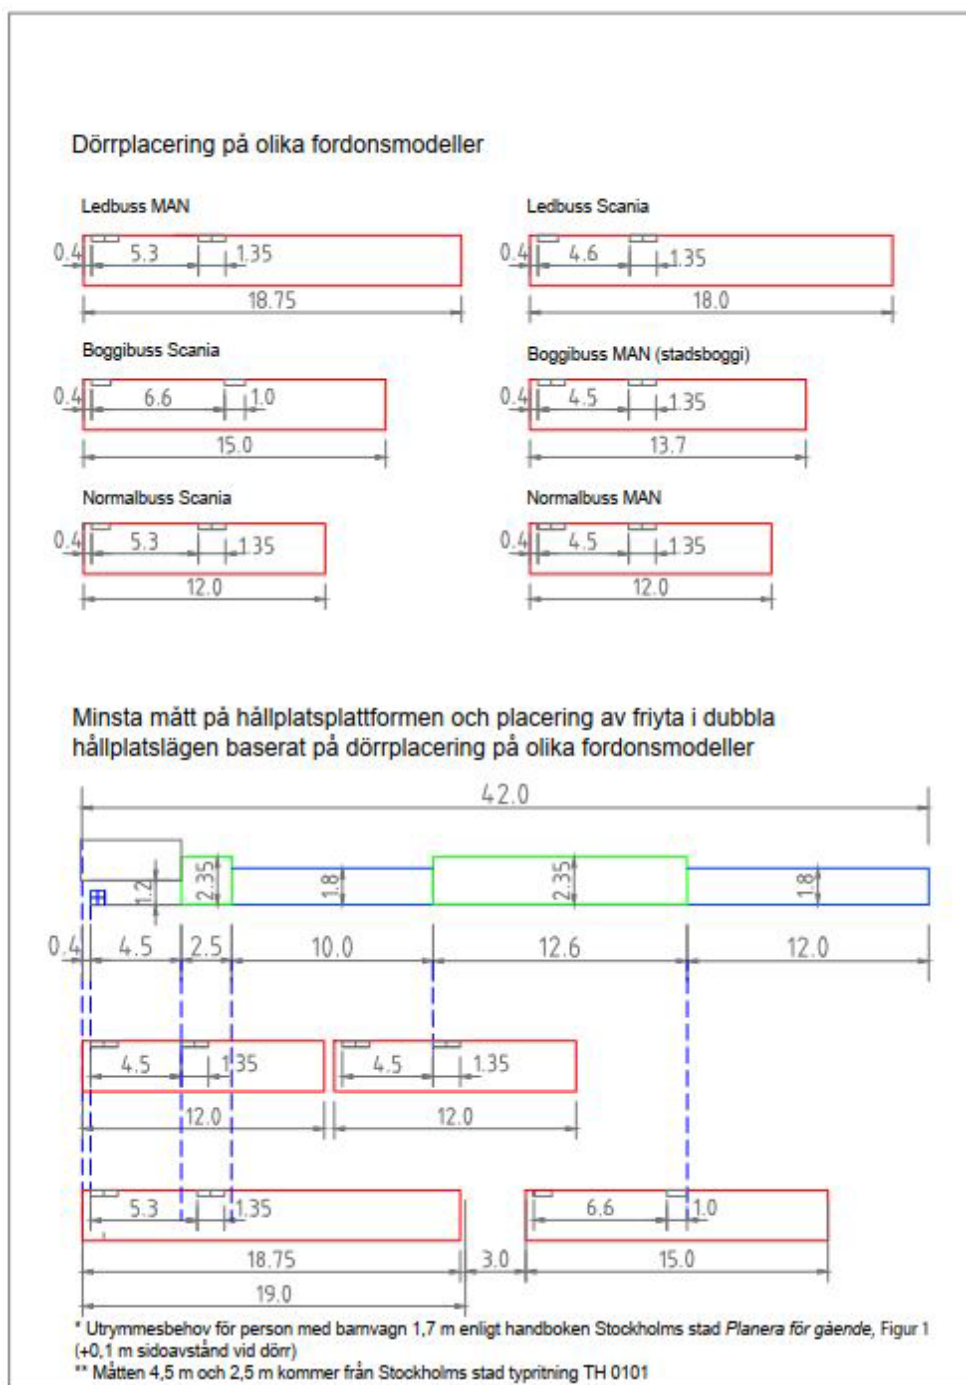 Dörrplacering på olika fordonsmodeller
Ledbuss MAN
0.4 5.3 1.35
18.75
Ledbuss Scania
0.4 4.6 1.35
18.0
Boggibuss Scania
0.4 6.6 1.0
15.0
Boggibuss MAN (stadsboggi)
0.4 4.5 1.35
13.7
Normalbuss Scania
0.4 5.3 1.35
12.0
Normalbuss MAN
0.4 4.5 1.35
12.0
Minsta mått på hållplatsplattformen och placering av friyta i dubbla
hållplatslägen baserat på dörrplacering på olika fordonsmodeller
42.0
1.2 2.35 1.8 2.35 1.8
0.4 4.5 2.5 10.0 12.6 12.0
4.5 1.35 4.5 1.35
12.0 12.0
5.3 1.35 6.6 1.0
18.75 3.0 15.0
19.0
* Utrymmesbehov för person med barnvagn 1,7 m enligt handboken Stockholms stad Planera för gående, Figur 1
(+0,1 m sidoavstånd vid dörr)
** Måtten 4,5 m och 2,5 m kommer från Stockholms stad typritning TH 0101